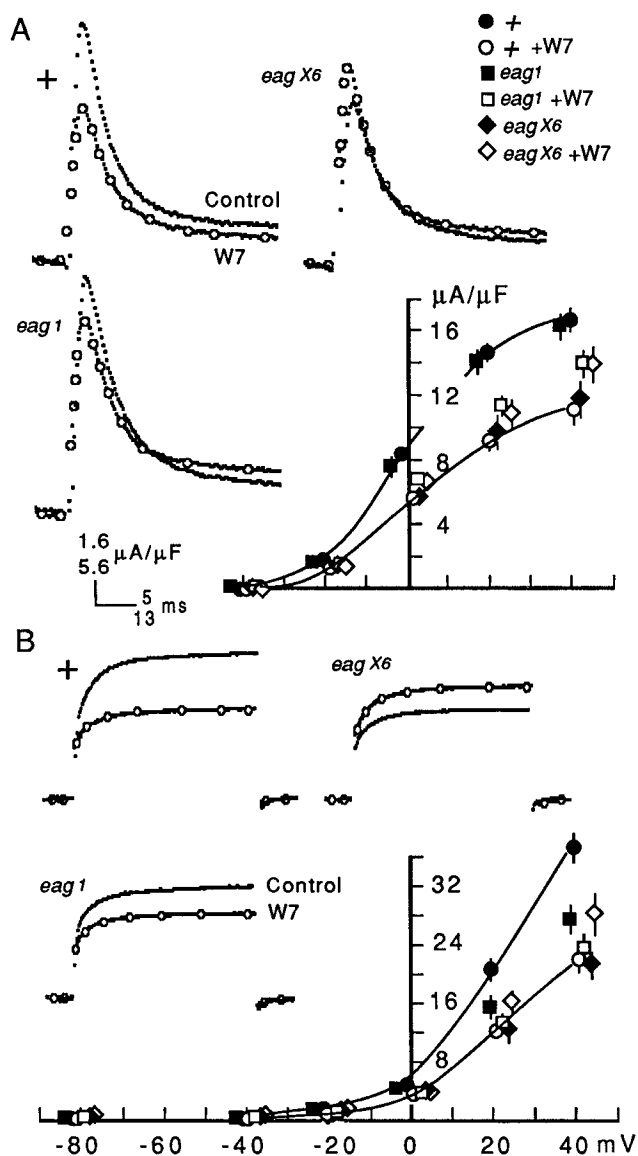 A
+
eag X6
+
+ +W7
eag1
eag1 +W7
eag X6
eag X6 +W7
Control
W7
eag1
μA/μF
16
12
8
4
1.6
5.6 μA/μF
5
13 ms
B
+
eag X6
eag1
Control
W7
32
24
16
8
-80 -60 -40 -20 0 20 40 mV